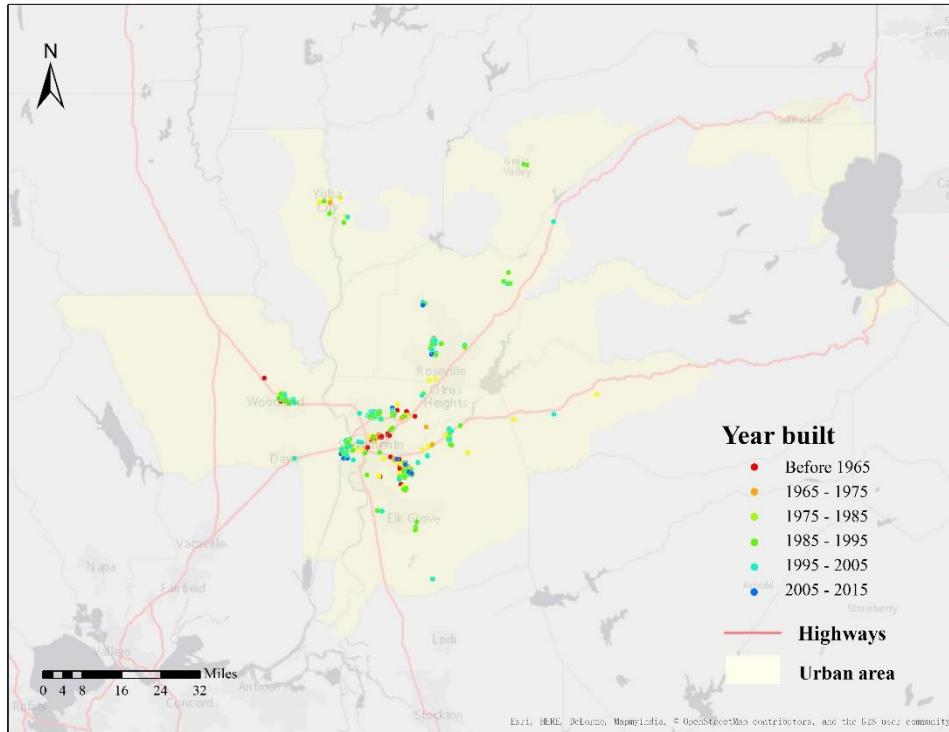 N
Reno
Truckee
Grass
Valley
Yuba
City
Roseville
Citrus
Heights
Woodland
Davis
Elk Grove
Vacaville
Napa
Fairfield
Vallejo
Lodi
Antioch
Concord
Rafael
Stockton
Arnold
Strawberry
Year built
Before 1965
1965 - 1975
1975 - 1985
1985 - 1995
1995 - 2005
2005 - 2015
Highways
Urban area
Miles
0 4 8 16 24 32
Esri, HERE, DeLorme, MapmyIndia, © OpenStreetMap contributors, and the GIS user community